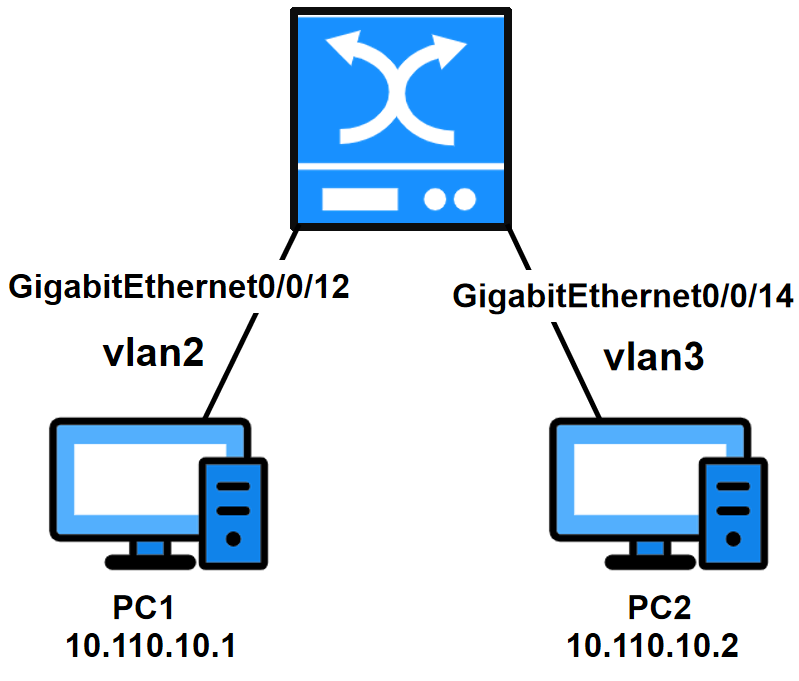 GigabitEthernet0/0/12
GigabitEthernet0/0/14
vlan2
vlan3
PC1
10.110.10.1
PC2
10.110.10.2